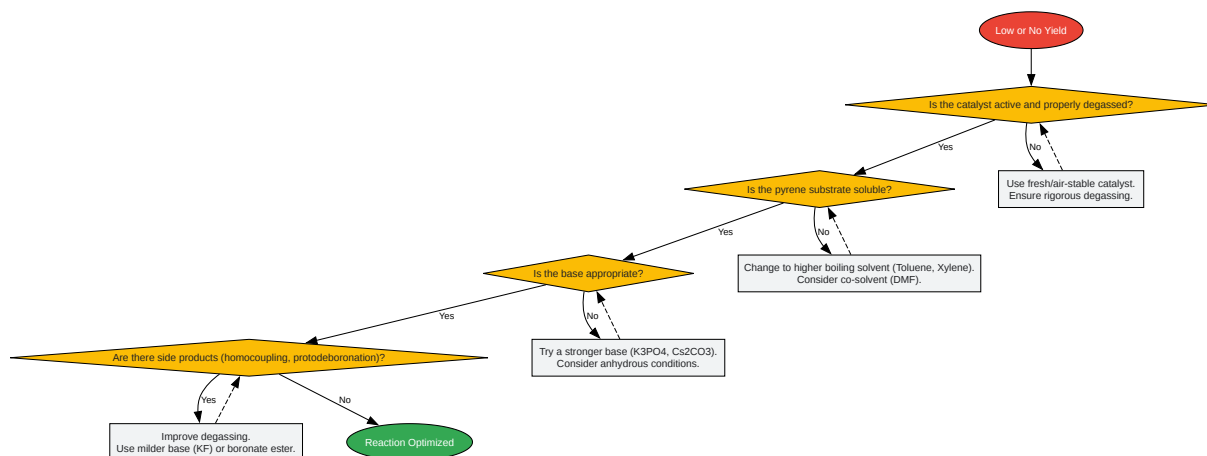 Low or No Yield
Is the catalyst active and properly degassed?
Yes
No
Use fresh/air-stable catalyst.
Ensure rigorous degassing.
Is the pyrene substrate soluble?
Yes
No
Change to higher boiling solvent (Toluene, Xylene).
Consider co-solvent (DMF).
Is the base appropriate?
Yes
No
Try a stronger base (K3PO4, Cs2CO3).
Consider anhydrous conditions.
Are there side products (homocoupling, protodeboronation)?
Yes
No
Improve degassing.
Use milder base (KF) or boronate ester.
Reaction Optimized